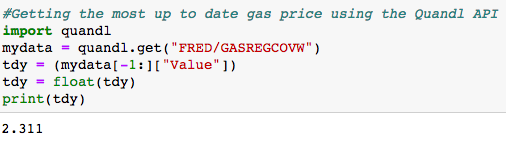 #Getting the most up to date gas price using the Quandl API
import quandl
mydata = quandl.get("FRED/GASREGCOVW")
tdy = (mydata[-1:]["Value"])
tdy = float(tdy)
print(tdy)
2.311